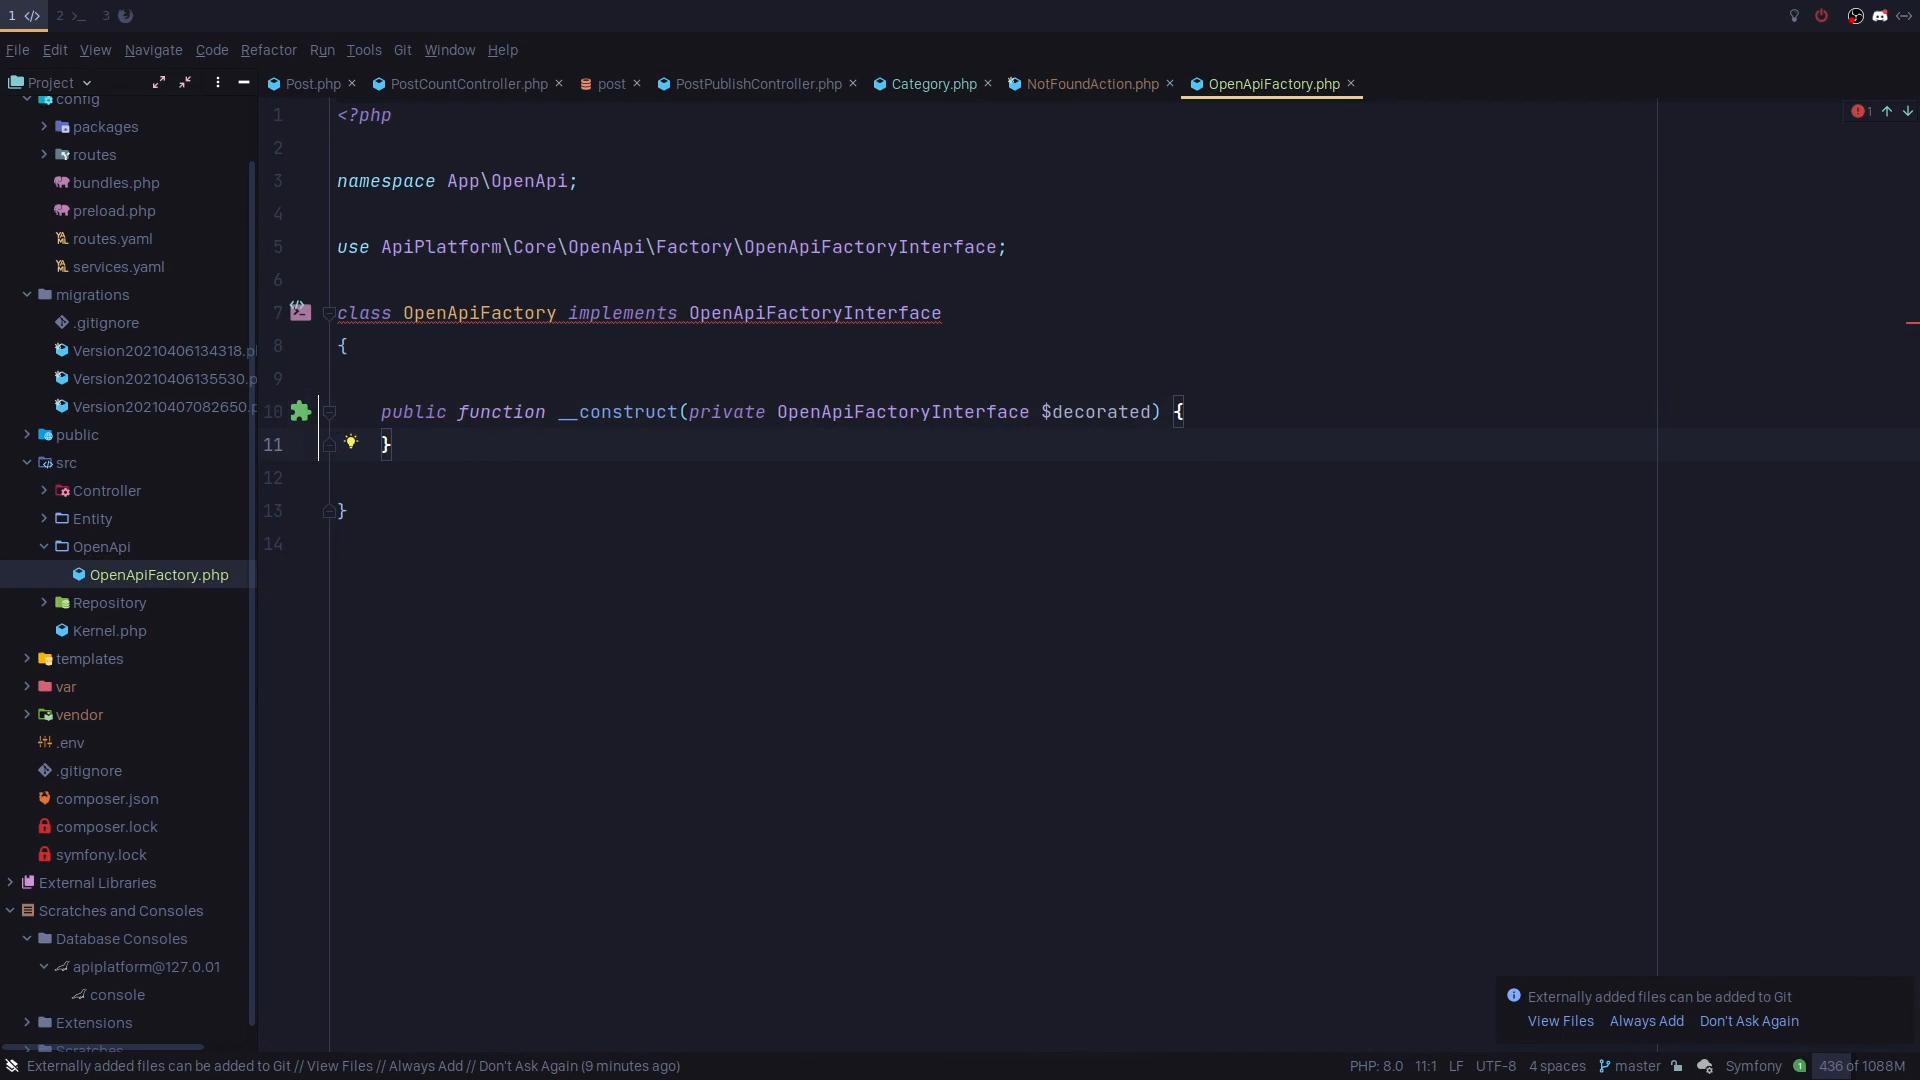 1 </> 2 3
File Edit View Navigate Code Refactor Run Tools Git Window Help
Project
Post.php PostCountController.php post PostPublishController.php Category.php NotFoundAction.php OpenApiFactory.php
config
packages
routes
bundles.php
preload.php
routes.yaml
services.yaml
migrations
.gitignore
Version20210406134318.p
Version20210406135530.p
Version20210407082650.p
public
src
Controller
Entity
OpenApi
OpenApiFactory.php
Repository
Kernel.php
templates
var
vendor
.env
.gitignore
composer.json
composer.lock
symfony.lock
External Libraries
Scratches and Consoles
Database Consoles
apiplatform@127.0.01
console
Extensions
Scratches
1 <?php
2
3 namespace App\OpenApi;
4
5 use ApiPlatform\Core\OpenApi\Factory\OpenApiFactoryInterface;
6
7 class OpenApiFactory implements OpenApiFactoryInterface
8 {
9
10 public function __construct(private OpenApiFactoryInterface $decorated) {
11 }
12
13 }
14
1
Externally added files can be added to Git
View Files Always Add Don't Ask Again
Externally added files can be added to Git // View Files // Always Add // Don't Ask Again (9 minutes ago) PHP: 8.0 11:1 LF UTF-8 4 spaces master Symfony 1 436 of 1088M